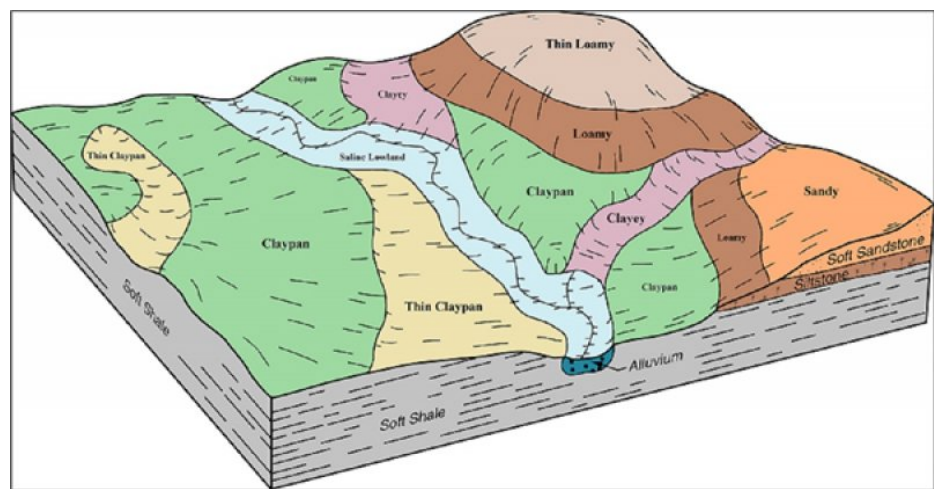 Thin Loamy
Claypan
Clayey
Loamy
Saline Lowland
Thin Claypan
Claypan
Sandy
Clayey
Claypan
Loamy
Soft Sandstone
Siltstone
Claypan
Thin Claypan
Soft Shale
Alluvium
Soft Shale